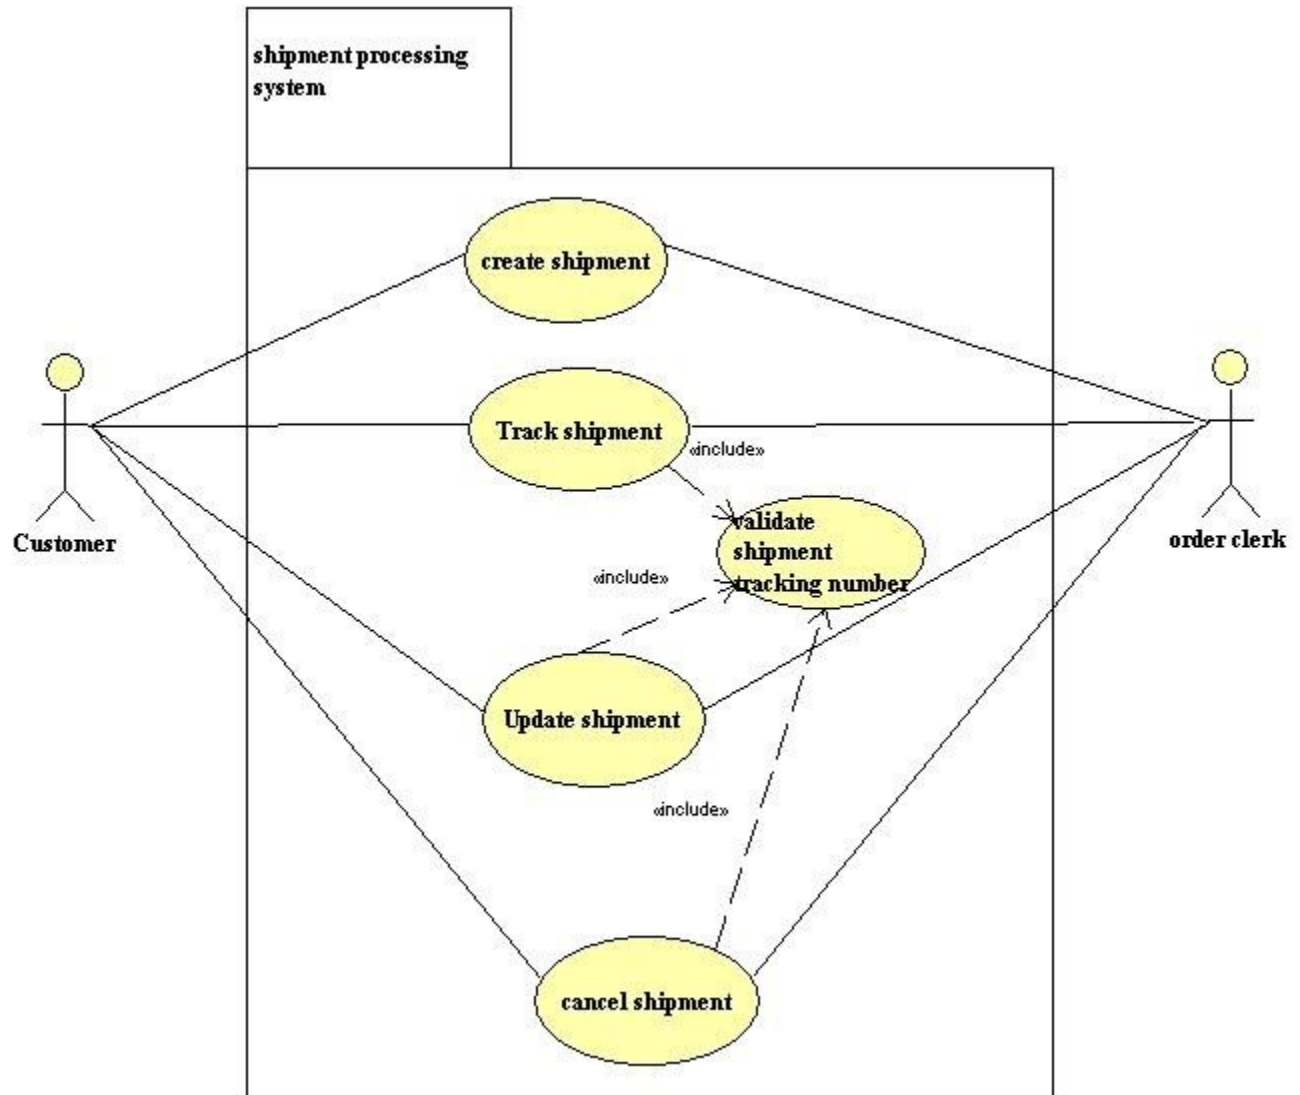 shipment processing
system
create shipment
Track shipment
«include»
validate
shipment
tracking number
Customer
order clerk
«include»
Update shipment
«include»
cancel shipment